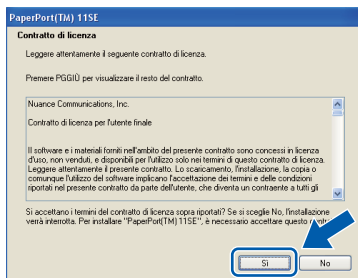 PaperPort(TM) 11SE
Contratto di licenza
Leggere attentamente il seguente contratto di licenza.
Premere PGGIÙ per visualizzare il resto del contratto.
Nuance Communications, Inc.
Contratto di licenza per l'utente finale
Il software e i materiali forniti nell'ambito del presente contratto sono concessi in licenza
d'uso, non venduti, e disponibili per l'utilizzo solo nei termini di questo contratto di licenza.
Leggere attentamente il presente contratto. Lo scaricamento, l'installazione, la copia o
comunque l'utilizzo del software implicano l'accettazione dei termini e delle condizioni
riportati nel presente contratto da parte dell'utente, che diventa un contraente a tutti gli
Si accettano i termini del contratto di licenza sopra riportati? Se si sceglie No, l'installazione
verrà interrotta. Per installare "PaperPort(TM) 11SE", è necessario accettare questo
Sì
No